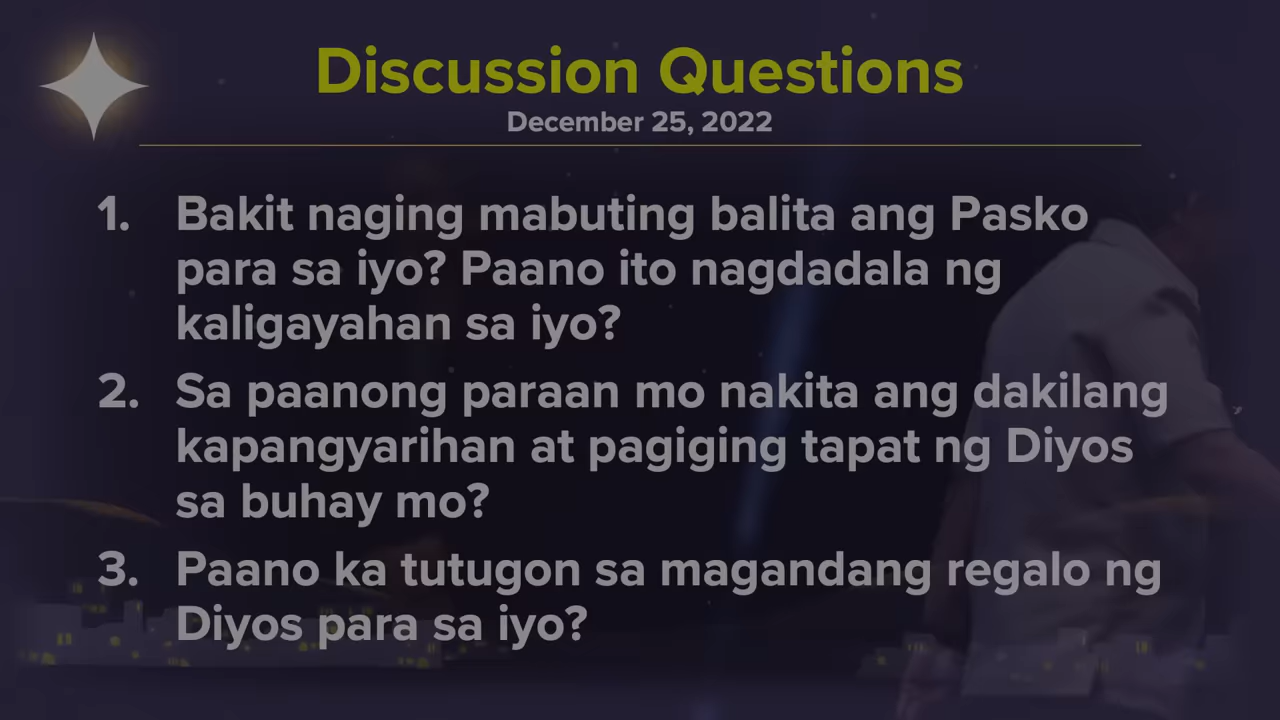 Discussion Questions
December 25, 2022
1. Bakit naging mabuting balita ang Pasko
para sa iyo? Paano ito nagdadala ng
kaligayahan sa iyo?
2. Sa paanong paraan mo nakita ang dakilang
kapangyarihan at pagiging tapat ng Diyos
sa buhay mo?
3. Paano ka tutugon sa magandang regalo ng
Diyos para sa iyo?